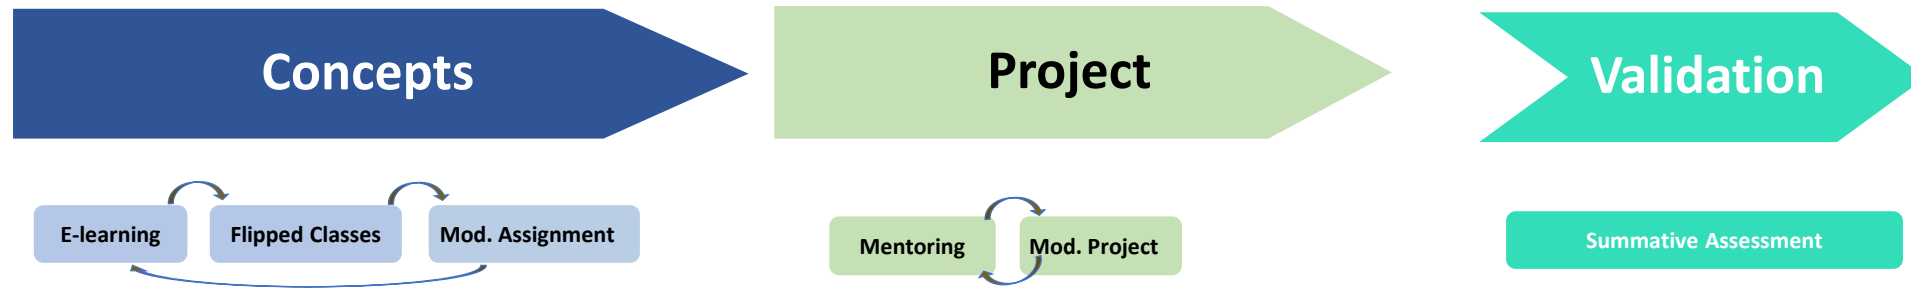 Concepts
Project
Validation
E-learning
Flipped Classes
Mod. Assignment
Mentoring
Mod. Project
Summative Assessment